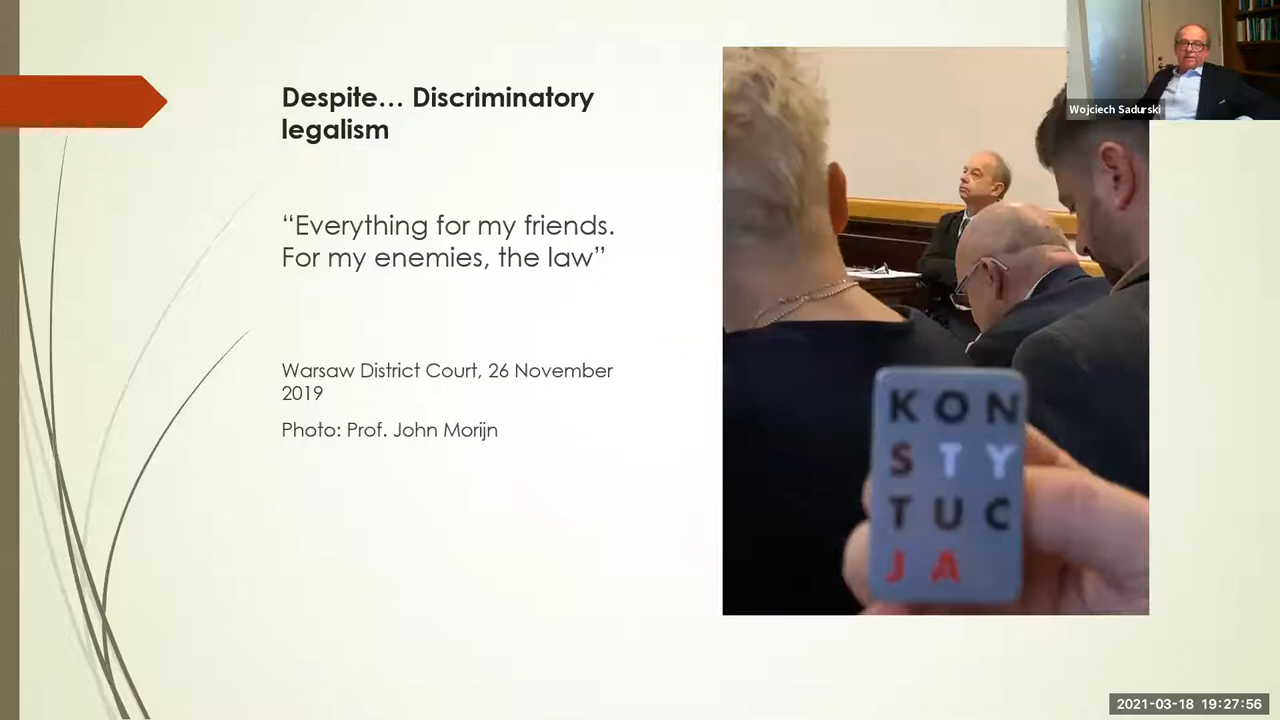 Despite… Discriminatory
legalism
“Everything for my friends.
For my enemies, the law”
Warsaw District Court, 26 November
2019
Photo: Prof. John Morijn
Wojciech Sadurski
KON
STY
TUC
JA
2021-03-18 19:27:56